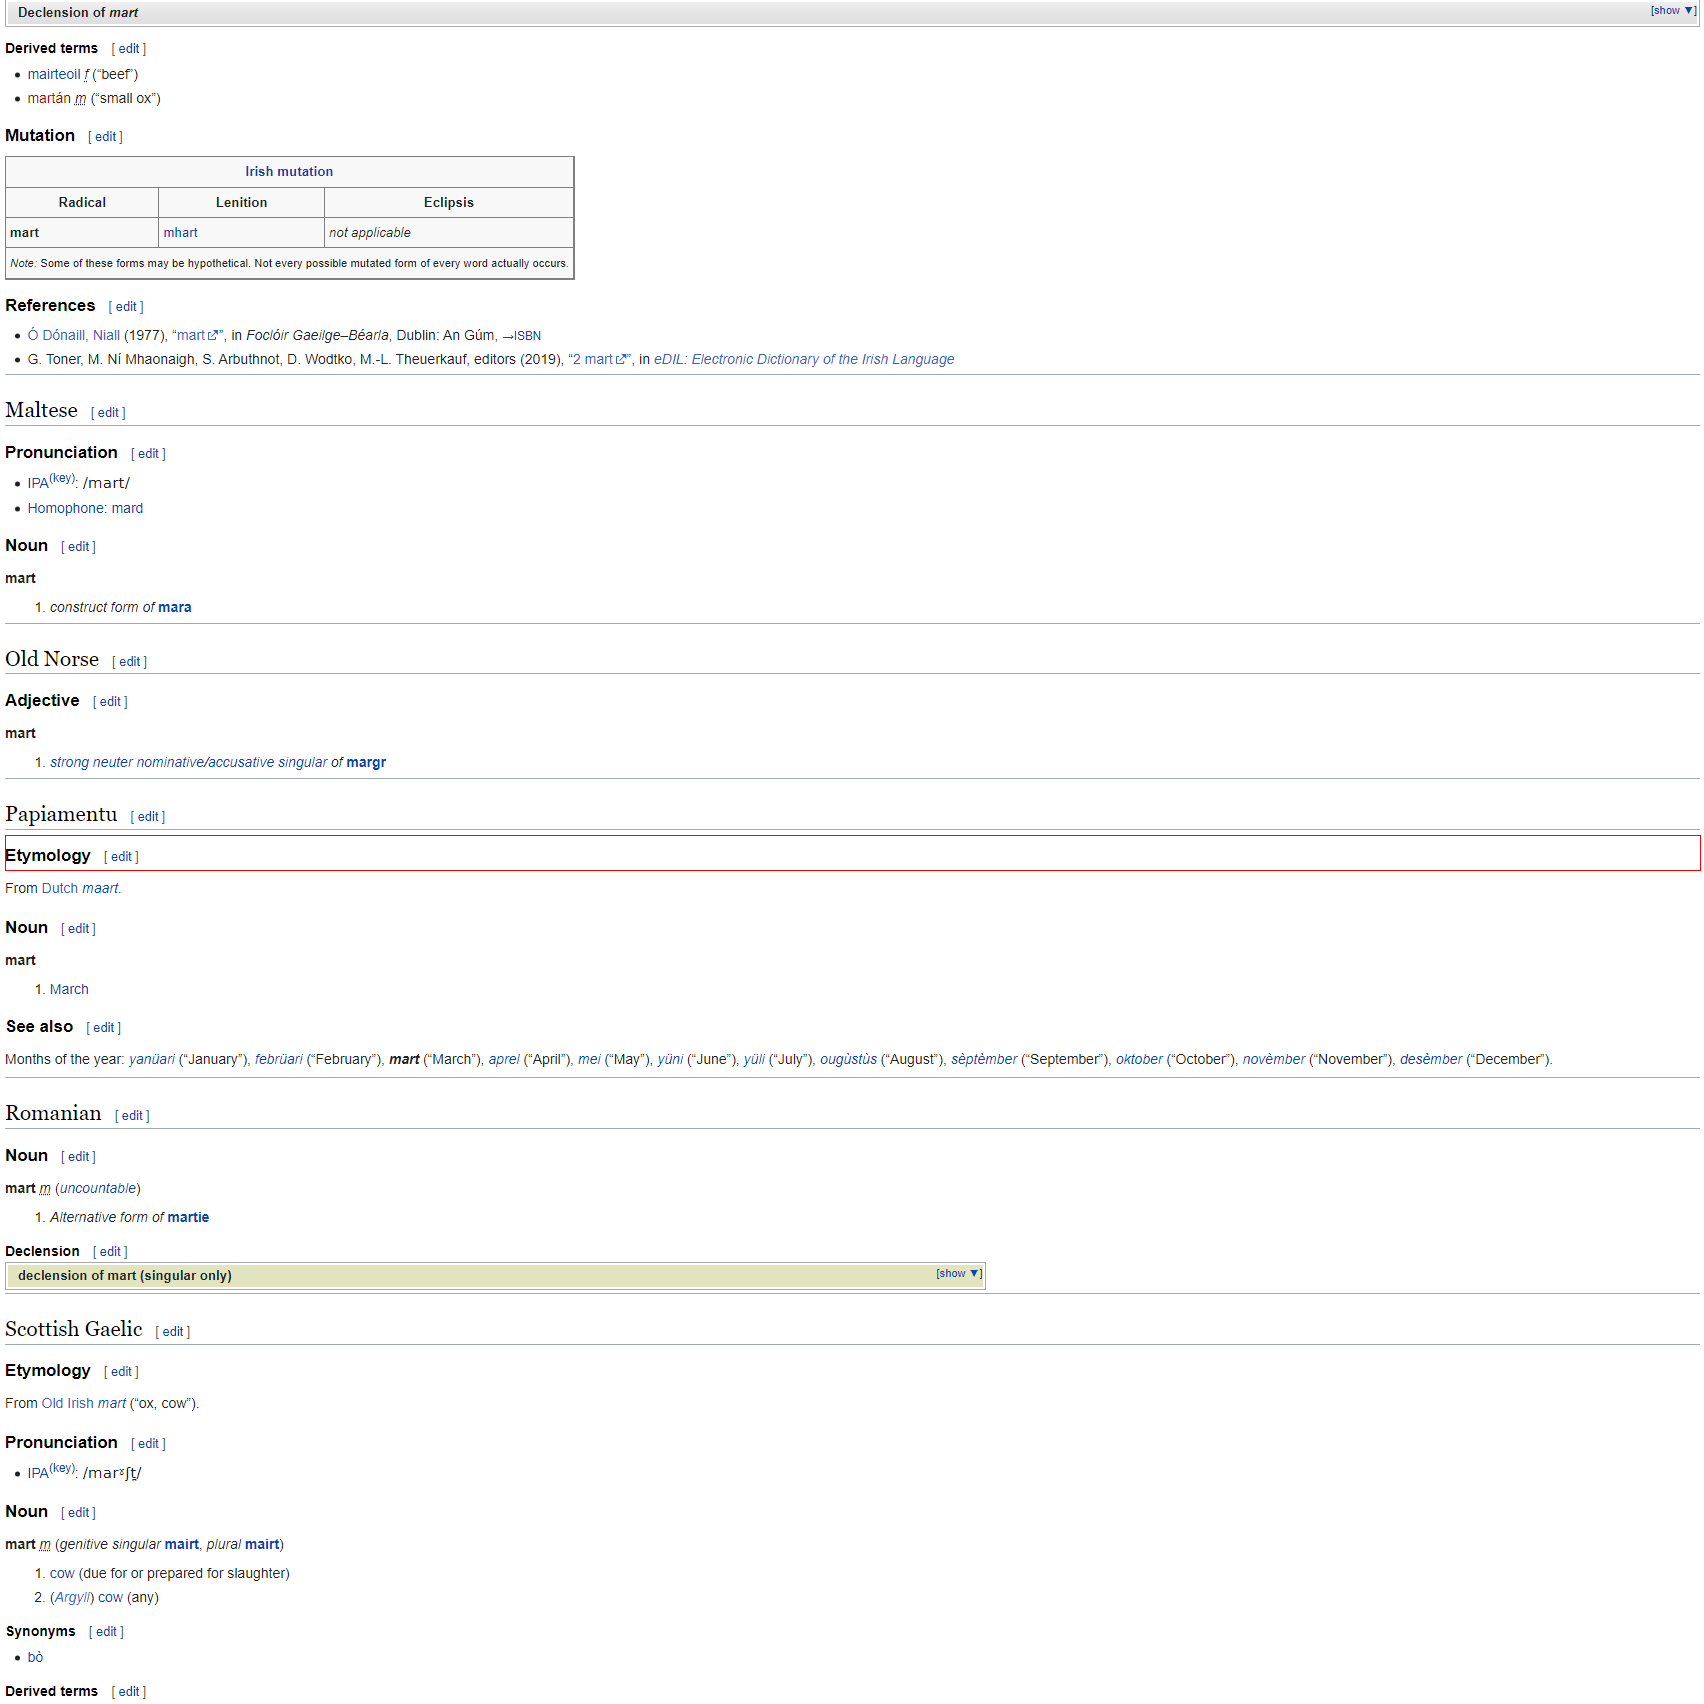 Declension of mart [show ▼]
Derived terms [ edit ]
mairteoil f (“beef”)
martán m (“small ox”)
Mutation [ edit ]
Irish mutation
Radical Lenition Eclipsis
mart mhart not applicable
Note: Some of these forms may be hypothetical. Not every possible mutated form of every word actually occurs.
References [ edit ]
Ó Dónaill, Niall (1977), “mart”, in Foclóir Gaeilge–Béarla, Dublin: An Gúm, →ISBN
G. Toner, M. Ní Mhaonaigh, S. Arbuthnot, D. Wodtko, M.-L. Theuerkauf, editors (2019), “2 mart”, in eDIL: Electronic Dictionary of the Irish Language
Maltese [ edit ]
Pronunciation [ edit ]
IPA(key): /mart/
Homophone: mard
Noun [ edit ]
mart
1. construct form of mara
Old Norse [ edit ]
Adjective [ edit ]
mart
1. strong neuter nominative/accusative singular of margr
Papiamentu [ edit ]
Etymology [ edit ]
From Dutch maart.
Noun [ edit ]
mart
1. March
See also [ edit ]
Months of the year: yanüari (“January”), febrüari (“February”), mart (“March”), aprel (“April”), mei (“May”), yüni (“June”), yüli (“July”), ougùstùs (“August”), sèptèmber (“September”), oktober (“October”), novèmber (“November”), desèmber (“December”).
Romanian [ edit ]
Noun [ edit ]
mart m (uncountable)
1. Alternative form of martie
Declension [ edit ]
declension of mart (singular only) [show ▼]
Scottish Gaelic [ edit ]
Etymology [ edit ]
From Old Irish mart (“ox, cow”).
Pronunciation [ edit ]
IPA(key): /marˠʃt̪/
Noun [ edit ]
mart m (genitive singular mairt, plural mairt)
1. cow (due for or prepared for slaughter)
2. (Argyll) cow (any)
Synonyms [ edit ]
bò
Derived terms [ edit ]